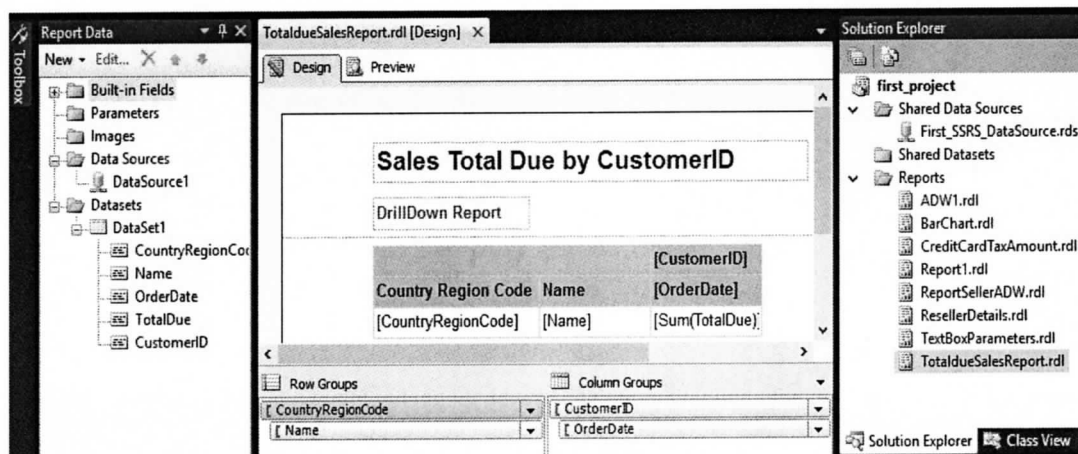 Toolbox
Report Data
New Edit...
Built-in Fields
Parameters
Images
Data Sources
DataSource1
Datasets
DataSet1
CountryRegionCo
Name
OrderDate
TotalDue
CustomerID
TotaldueSalesReport.rdl [Design]
Design Preview
Sales Total Due by CustomerID
DrillDown Report
[CustomerID]
Country Region Code Name [OrderDate]
[CountryRegionCode] [Name] [Sum(TotalDue)]
Row Groups
[ CountryRegionCode
[ Name
Column Groups
[ CustomerID
[ OrderDate
Solution Explorer
first_project
Shared Data Sources
First_SSRS_DataSource.rds
Shared Datasets
Reports
ADW1.rdl
BarChart.rdl
CreditCardTaxAmount.rdl
Report1.rdl
ReportSellerADW.rdl
ResellerDetails.rdl
TextBoxParameters.rdl
TotaldueSalesReport.rdl
Solution Explorer Class View